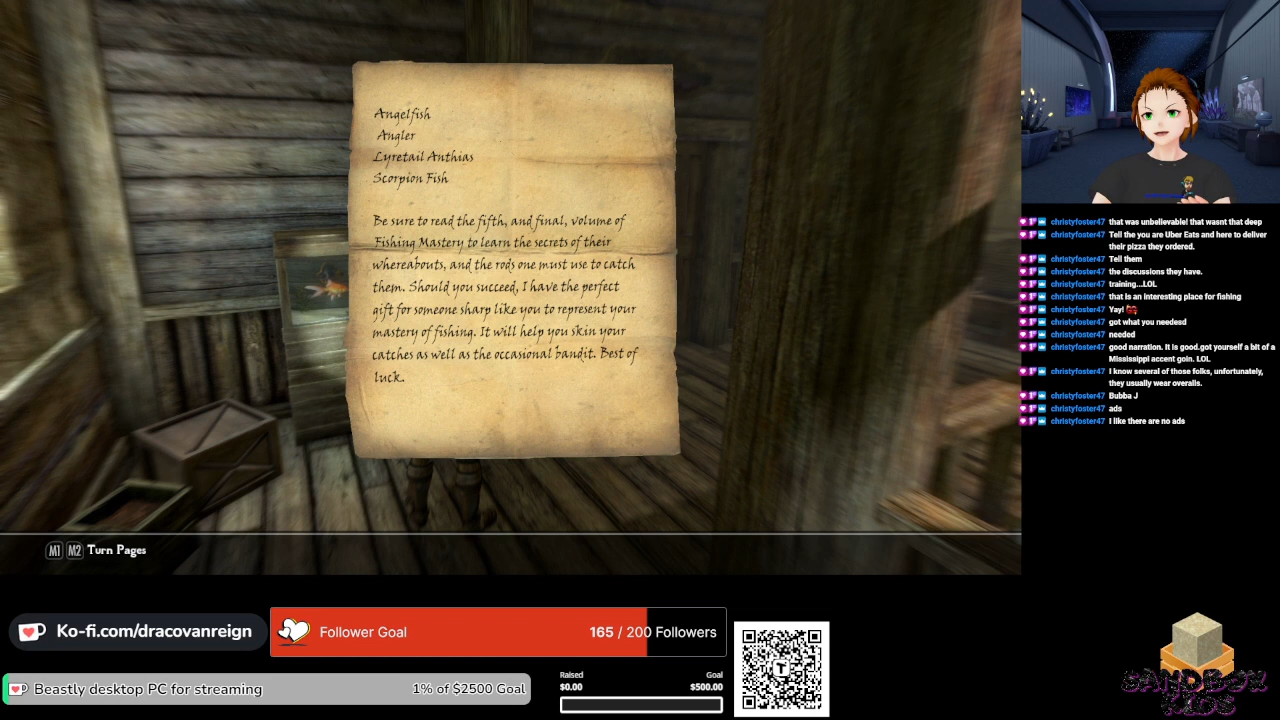 Angelfish
Angler
Lyretail Anthias
Scorpion Fish
Be sure to read the fifth, and final, volume of
Fishing Mastery to learn the secrets of their
whereabouts, and the rods one must use to catch
them. Should you succeed, I have the perfect
gift for someone sharp like you to represent your
mastery of fishing. It will help you skin your
catches as well as the occasional bandit. Best of
luck.
M1 M2 Turn Pages
christyfoster47 that was unbelievable! that wasnt that deep
christyfoster47 Tell the you are Uber Eats and here to deliver
their pizza they ordered.
christyfoster47 Tell them
christyfoster47 the discussions they have.
christyfoster47 training...LOL
christyfoster47 that is an interesting place for fishing
christyfoster47 Yay!
christyfoster47 got what you neededsd
christyfoster47 needed
christyfoster47 good narration. It is good.got yourself a bit of a
Mississippi accent goin. LOL
christyfoster47 I know several of those folks, unfortunately,
they usually wear overalls.
christyfoster47 Bubba J
christyfoster47 ads
christyfoster47 I like there are no ads
Ko-fi.com/dracovanreign
Follower Goal 165 / 200 Followers
Beastly desktop PC for streaming 1% of $2500 Goal
Raised Goal
$0.00 $500.00
T
SANDBOX
KIDS